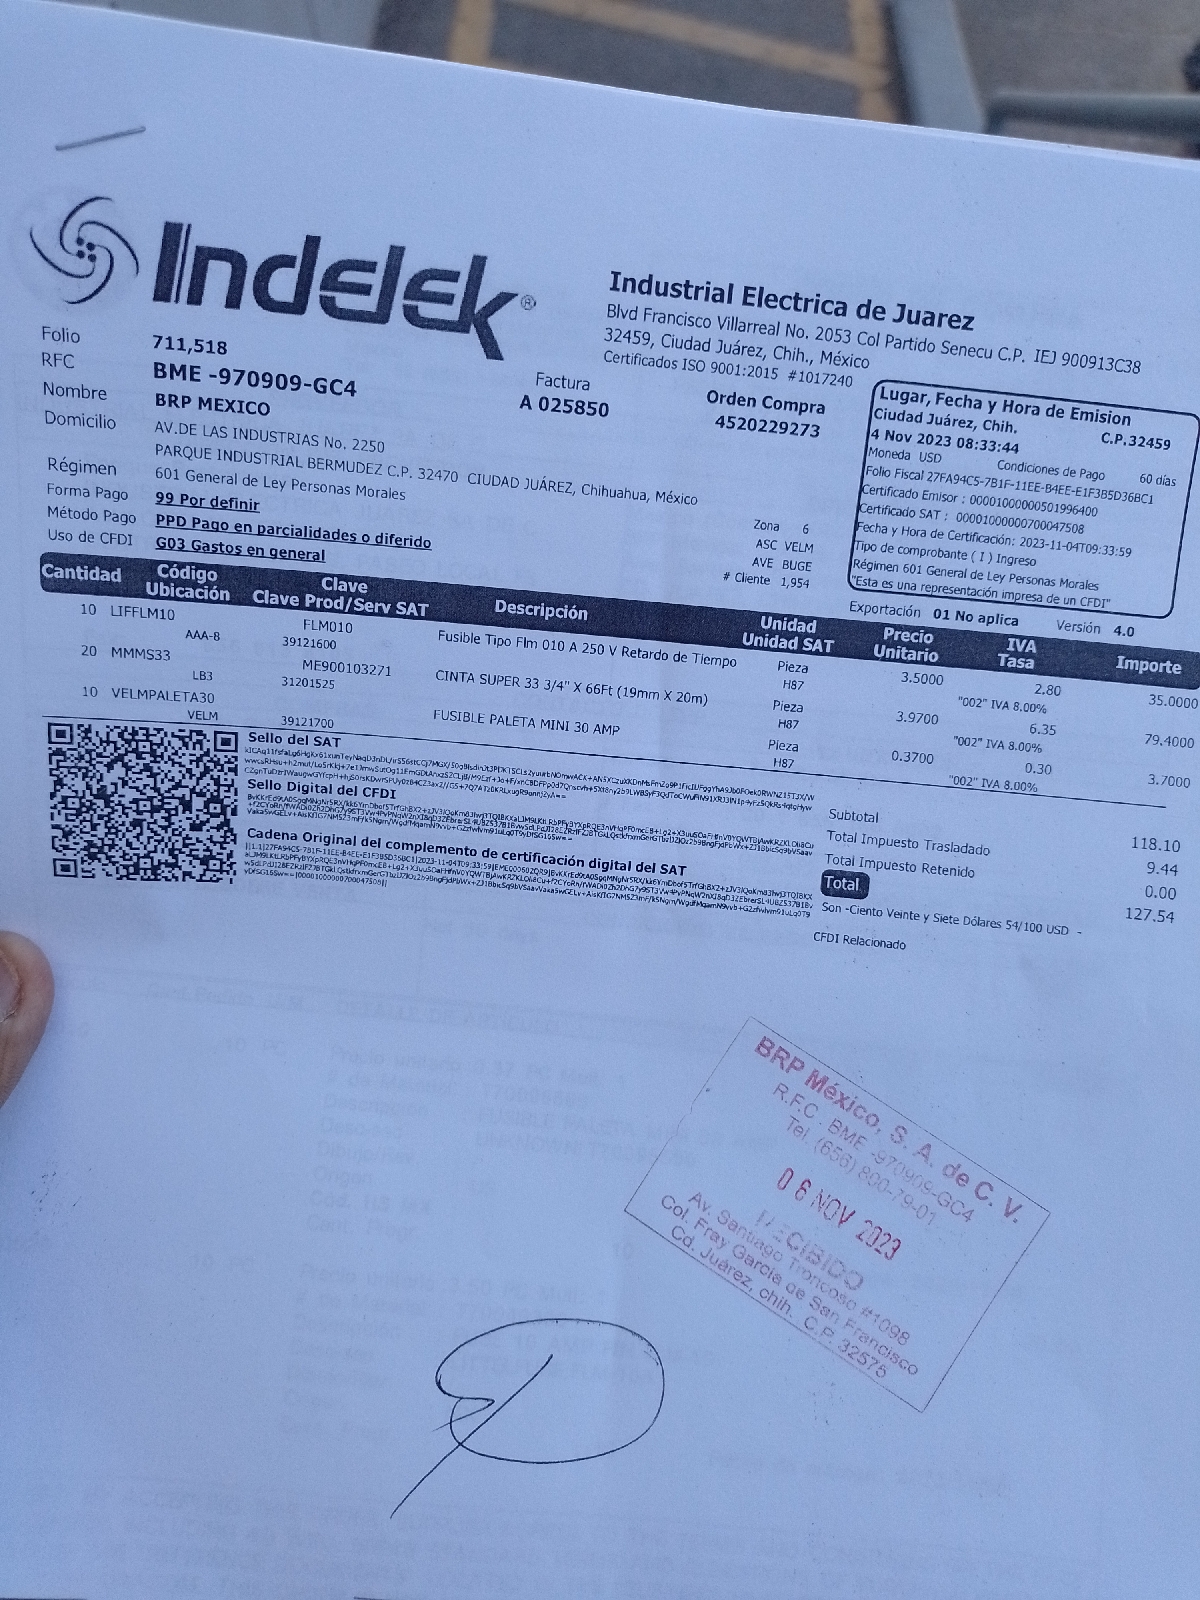 Indelek®
Industrial Electrica de Juarez
Blvd Francisco Villarreal No. 2053 Col Partido Senecu C.P. IEJ 900913C38
32459, Ciudad Juárez, Chih., México
Certificados ISO 9001:2015 #1017240
Folio 711,518
RFC BME -970909-GC4
Nombre BRP MEXICO
Domicilio AV.DE LAS INDUSTRIAS No. 2250
PARQUE INDUSTRIAL BERMUDEZ C.P. 32470 CIUDAD JUÁREZ, Chihuahua, México
Régimen 601 General de Ley Personas Morales
Forma Pago 99 Por definir
Método Pago PPD Pago en parcialidades o diferido
Uso de CFDI G03 Gastos en general
Factura
A 025850
Orden Compra
4520229273
Zona 6
ASC VELM
AVE BUGE
# Cliente 1,954
Lugar, Fecha y Hora de Emision
Ciudad Juárez, Chih. C.P.32459
4 Nov 2023 08:33:44
Moneda USD Condiciones de Pago 60 días
Folio Fiscal 27FA94C5-7B1F-11EE-B4EE-E1F3B5D36BC1
Certificado Emisor : 00001000000501996400
Certificado SAT : 00001000000700047508
Fecha y Hora de Certificación: 2023-11-04T09:33:59
Tipo de comprobante ( I ) Ingreso
Régimen 601 General de Ley Personas Morales
"Esta es una representación impresa de un CFDI"
Exportación 01 No aplica Versión 4.0
Cantidad Código Ubicación Clave Clave Prod/Serv SAT Descripción Unidad Unidad SAT Precio Unitario IVA Tasa Importe
10 LIFFLM10 FLM010 Fusible Tipo Flm 010 A 250 V Retardo de Tiempo Pieza 3.5000 2.80 35.0000
AAA-8 39121600 H87 "002" IVA 8.00%
20 MMMS33 ME900103271 CINTA SUPER 33 3/4" X 66Ft (19mm X 20m) Pieza 3.9700 6.35 79.4000
LB3 31201525 H87 "002" IVA 8.00%
10 VELMPALETA30 FUSIBLE PALETA MINI 30 AMP Pieza 0.3700 0.30 3.7000
VELM 39121700 H87 "002" IVA 8.00%
Sello del SAT
Sello Digital del CFDI
Cadena Original del complemento de certificación digital del SAT
Subtotal 118.10
Total Impuesto Trasladado 9.44
Total Impuesto Retenido 0.00
Total 127.54
Son -Ciento Veinte y Siete Dólares 54/100 USD -
CFDI Relacionado
BRP México, S. A. de C. V.
R.F.C. BME -970909-GC4
Tel. (656) 800-79-01
06 NOV 2023
RECIBIDO
Av. Santiago Troncoso #1098
Col. Fray García de San Francisco
Cd. Juárez, chih. C.P. 32575